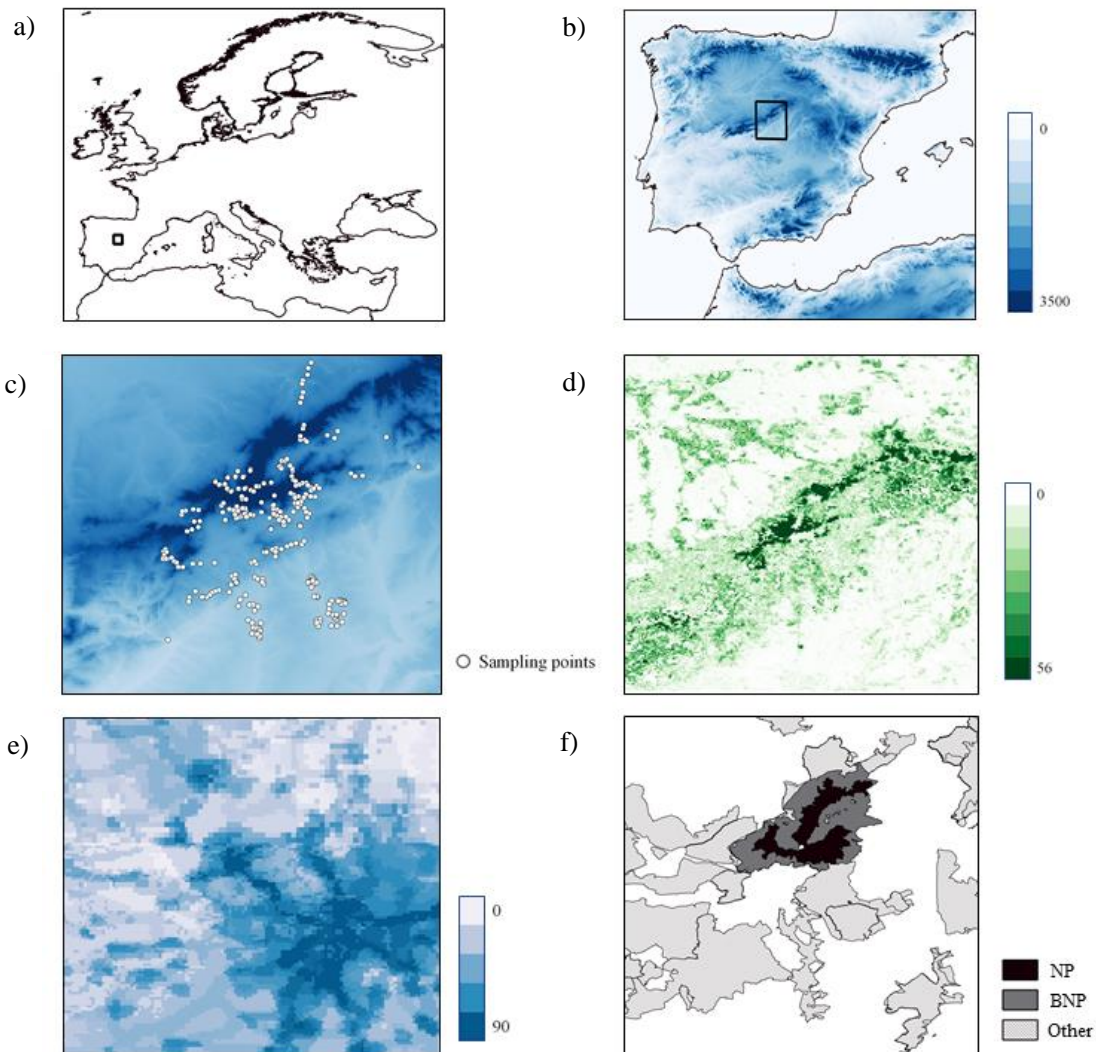 a)
b)
0
3500
c)
Sampling points
d)
0
56
e)
0
90
f)
NP
BNP
Other